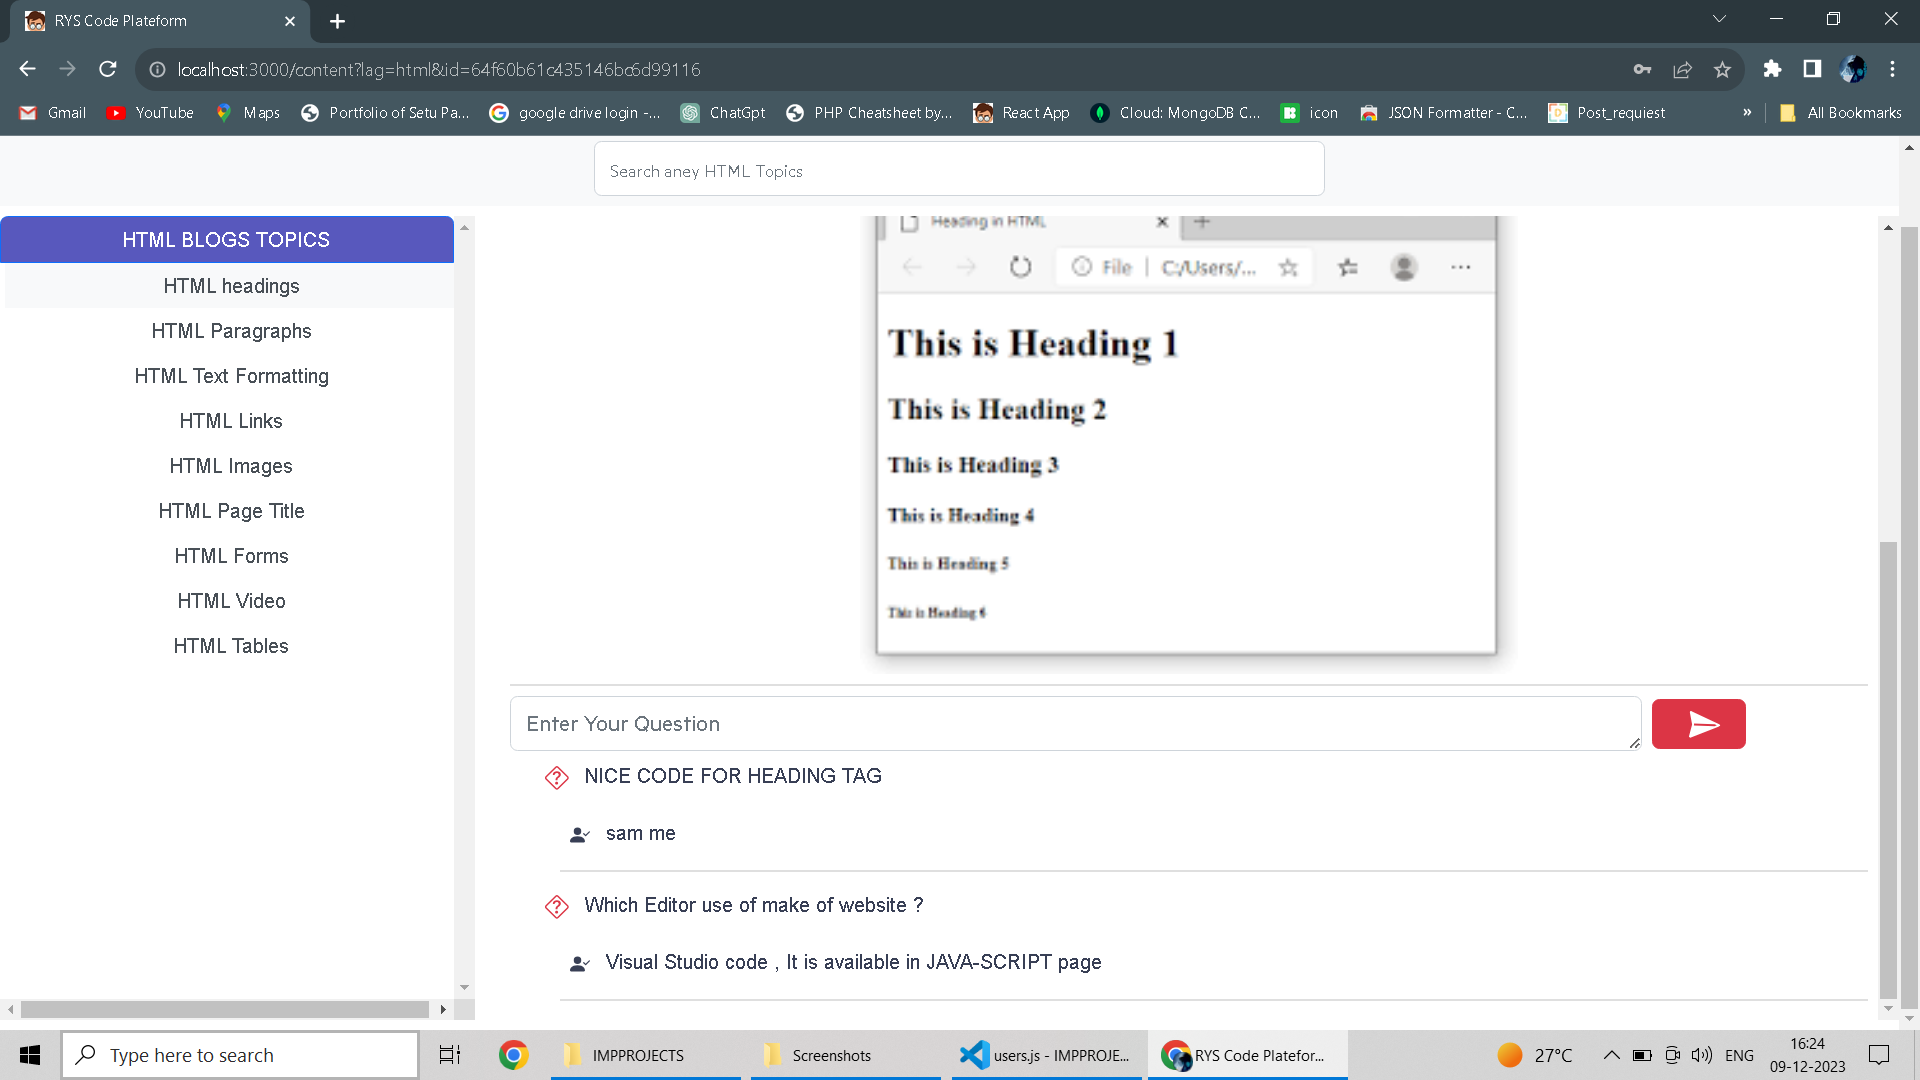 RYS Code Plateform
localhost:3000/content?lag=html&id=64f60b61c435146bc6d99116
Gmail
YouTube
Maps
Portfolio of Setu Pa...
google drive login -...
ChatGpt
PHP Cheatsheet by...
React App
Cloud: MongoDB C...
icon
JSON Formatter - C...
Post_requiest
»
All Bookmarks
Search aney HTML Topics
HTML BLOGS TOPICS
HTML headings
HTML Paragraphs
HTML Text Formatting
HTML Links
HTML Images
HTML Page Title
HTML Forms
HTML Video
HTML Tables
Heading in HTML
File | C:/Users/...
This is Heading 1
This is Heading 2
This is Heading 3
This is Heading 4
This is Heading 5
This is Heading 6
Enter Your Question
NICE CODE FOR HEADING TAG
sam me
Which Editor use of make of website ?
Visual Studio code , It is available in JAVA-SCRIPT page
Type here to search
IMPPROJECTS
Screenshots
users.js - IMPPROJE...
RYS Code Platefor...
27°C
ENG
16:24
09-12-2023